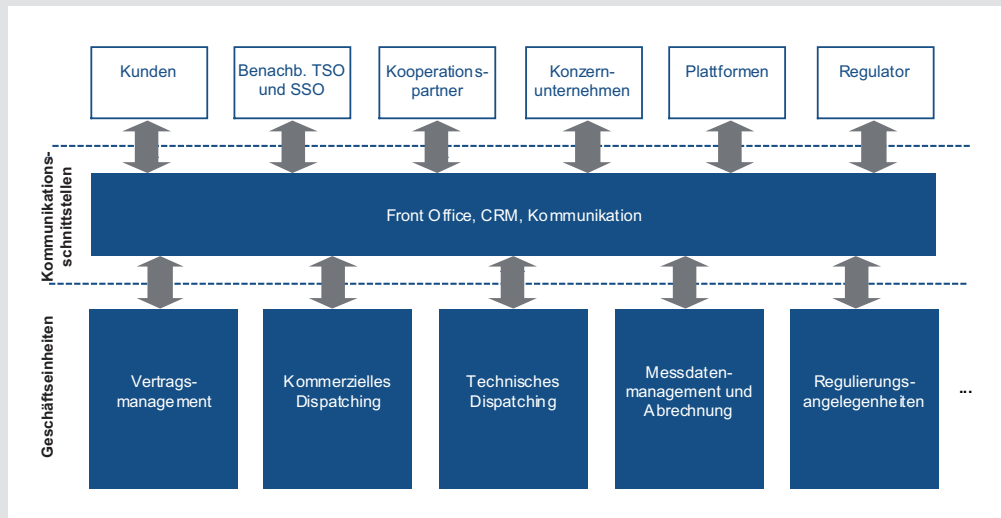 Kunden
Benachb. TSO
und SSO
Kooperations-
partner
Konzern-
unternehmen
Plattformen
Regulator
Kommunikations-
schnittstellen
Front Office, CRM, Kommunikation
Geschäftseinheiten
Vertrags-
management
Kommerzielles
Dispatching
Technisches
Dispatching
Messdaten-
management und
Abrechnung
Regulierungs-
angelegenheiten
...